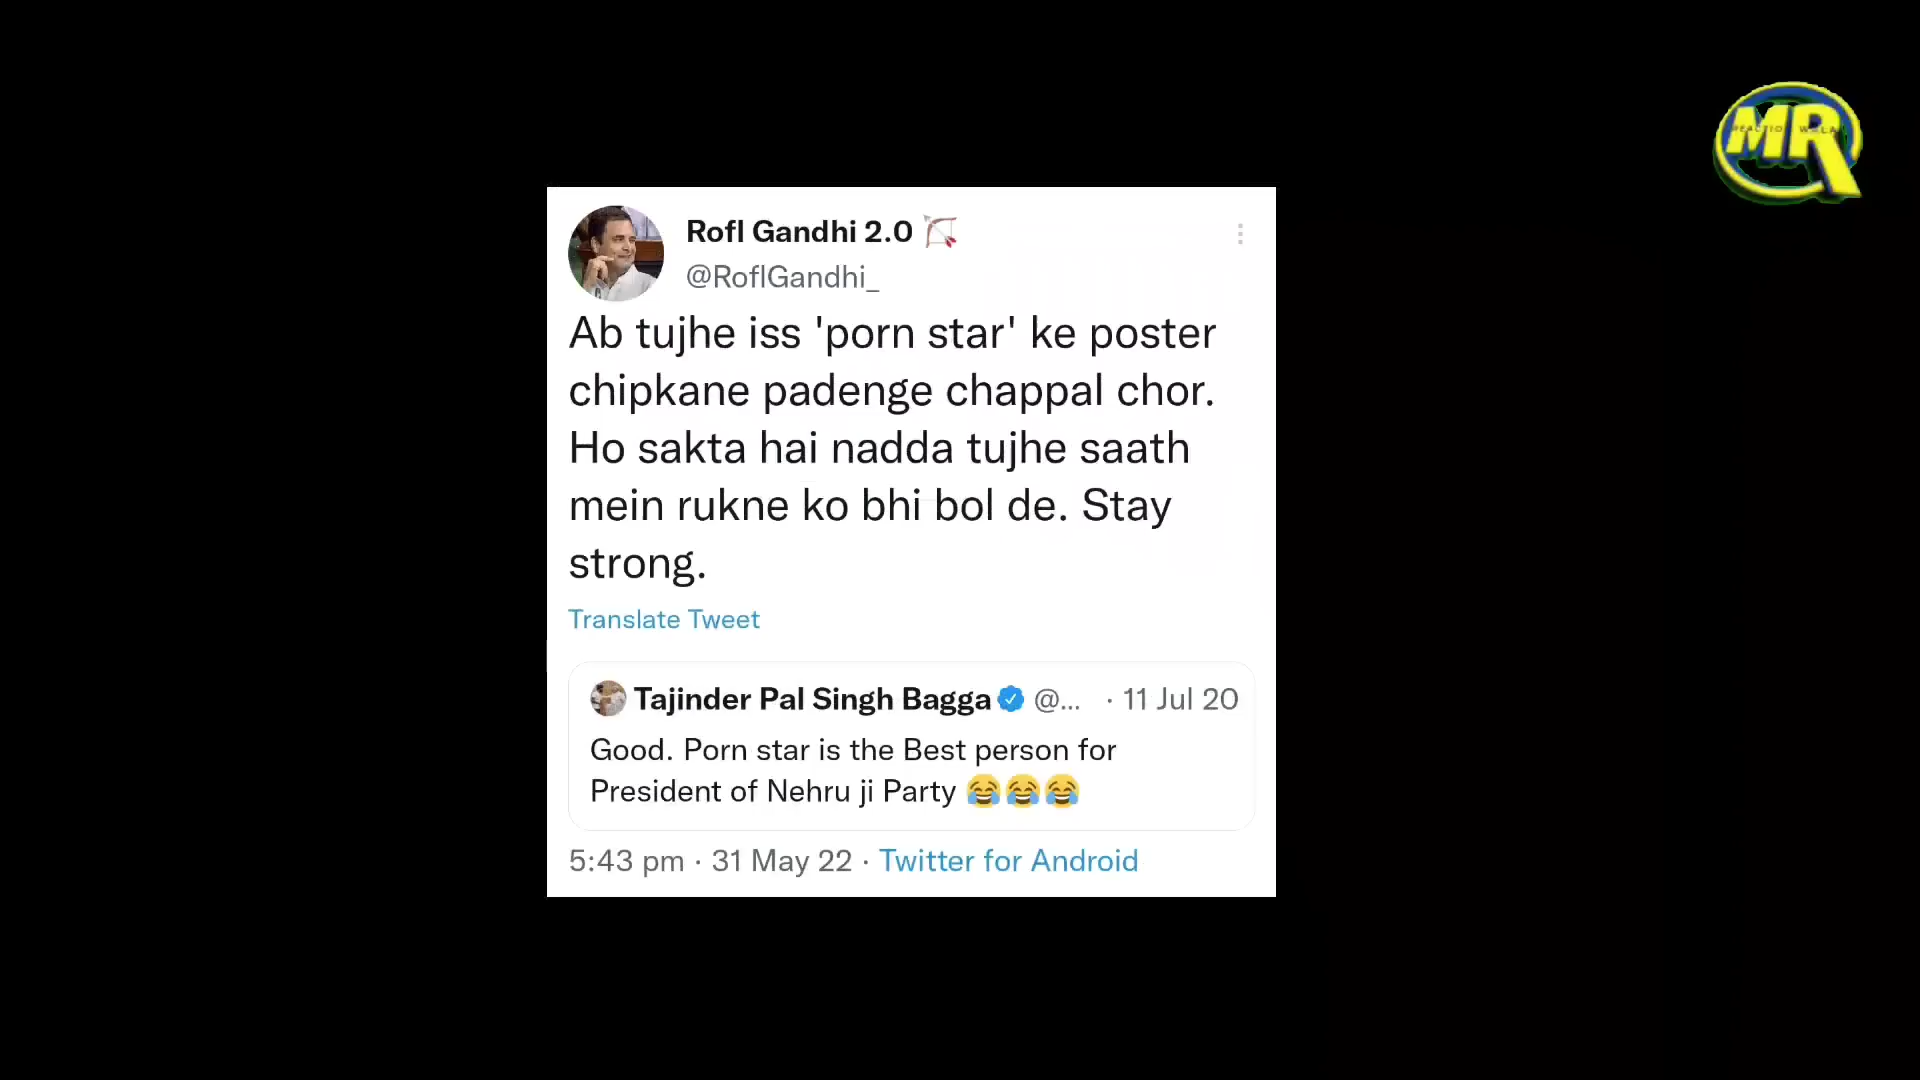 MR
REACTION WALA
Rofl Gandhi 2.0 🏹
@RoflGandhi_
Ab tujhe iss 'porn star' ke poster
chipkane padenge chappal chor.
Ho sakta hai nadda tujhe saath
mein rukne ko bhi bol de. Stay
strong.
Translate Tweet
Tajinder Pal Singh Bagga @... · 11 Jul 20
Good. Porn star is the Best person for
President of Nehru ji Party 😂😂😂
5:43 pm · 31 May 22 · Twitter for Android